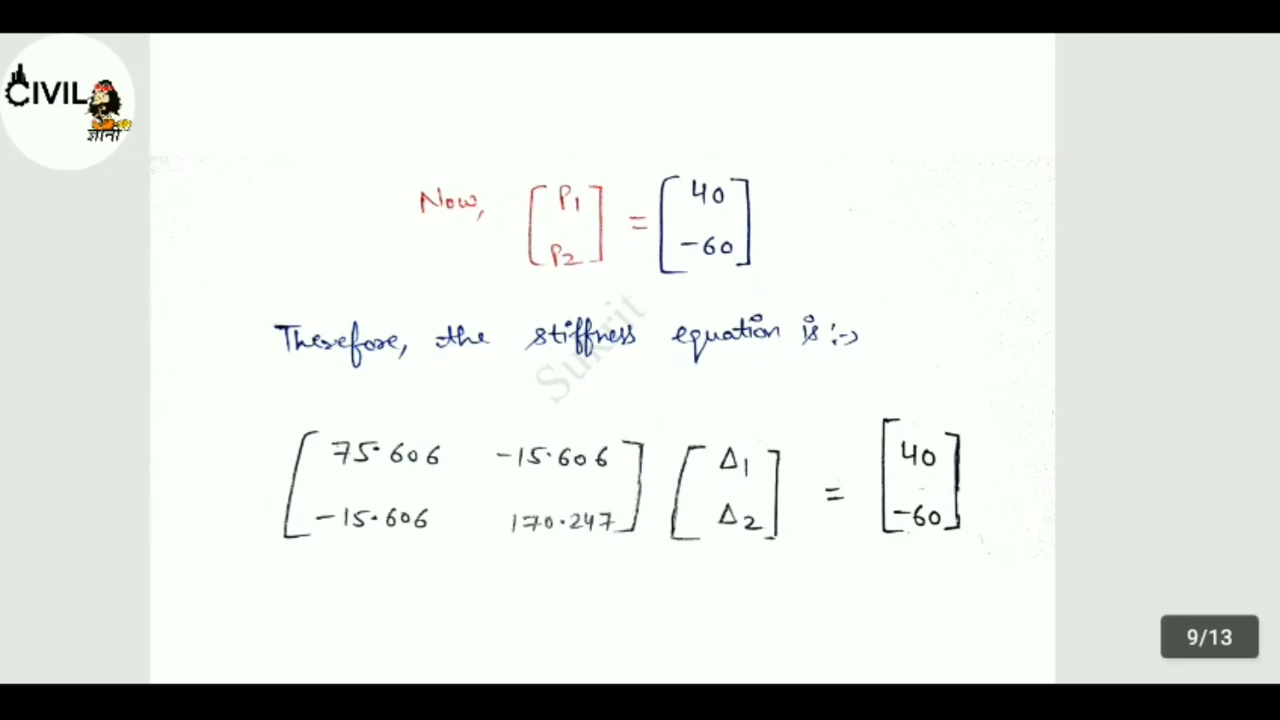 CIVIL
ज्ञानी
Now, [P1 P2] = [40 -60]
Sukrit
Therefore, the stiffness equation is :->
[75.606 -15.606
-15.606 170.247] [Δ1 Δ2] = [40 -60]
9/13